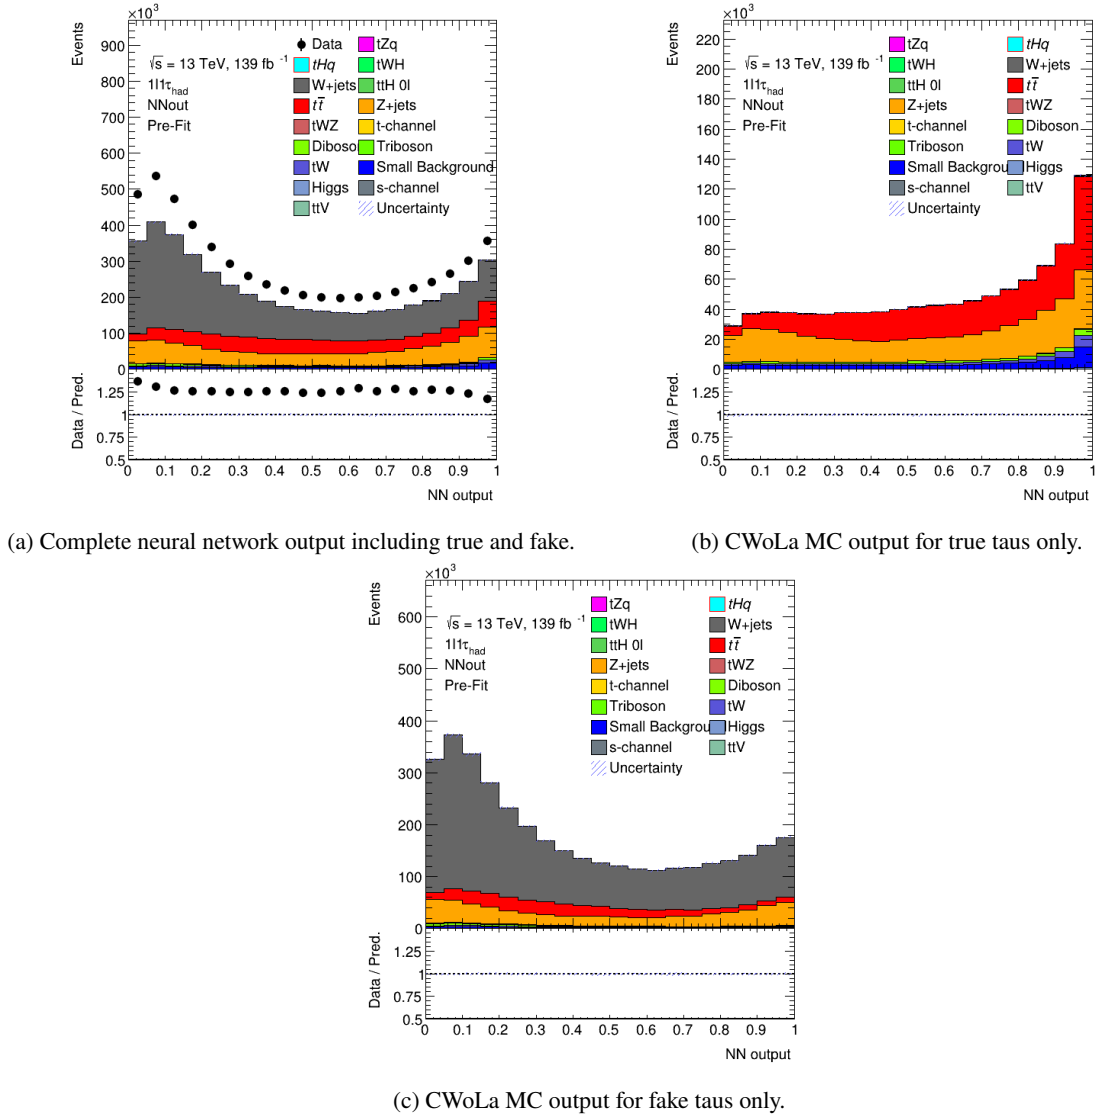 ×10³
Events
900
800
700
600
500
400
300
200
100
0
√s = 13 TeV, 139 fb⁻¹
1l1τhad
NNout
Pre-Fit
Data tZq
tHq tWH
W+jets ttH 0l
tt̅ Z+jets
tWZ t-channel
Diboso Triboson
tW Small Background
Higgs s-channel
ttV Uncertainty
Data / Pred.
1.25
1
0.75
0.5
0 0.1 0.2 0.3 0.4 0.5 0.6 0.7 0.8 0.9 1
NN output
(a) Complete neural network output including true and fake.
×10³
Events
220
200
180
160
140
120
100
80
60
40
20
0
√s = 13 TeV, 139 fb⁻¹
1l1τhad
NNout
Pre-Fit
tZq tHq
tWH W+jets
ttH 0l tt̅
Z+jets tWZ
t-channel Diboson
Triboson tW
Small Backgrou Higgs
s-channel ttV
Uncertainty
Data / Pred.
1.25
1
0.75
0.5
0 0.1 0.2 0.3 0.4 0.5 0.6 0.7 0.8 0.9 1
NN output
(b) CWoLa MC output for true taus only.
×10³
Events
600
500
400
300
200
100
0
√s = 13 TeV, 139 fb⁻¹
1l1τhad
NNout
Pre-Fit
tZq tHq
tWH W+jets
ttH 0l tt̅
Z+jets tWZ
t-channel Diboson
Triboson tW
Small Backgrou Higgs
s-channel ttV
Uncertainty
Data / Pred.
1.25
1
0.75
0.5
0 0.1 0.2 0.3 0.4 0.5 0.6 0.7 0.8 0.9 1
NN output
(c) CWoLa MC output for fake taus only.